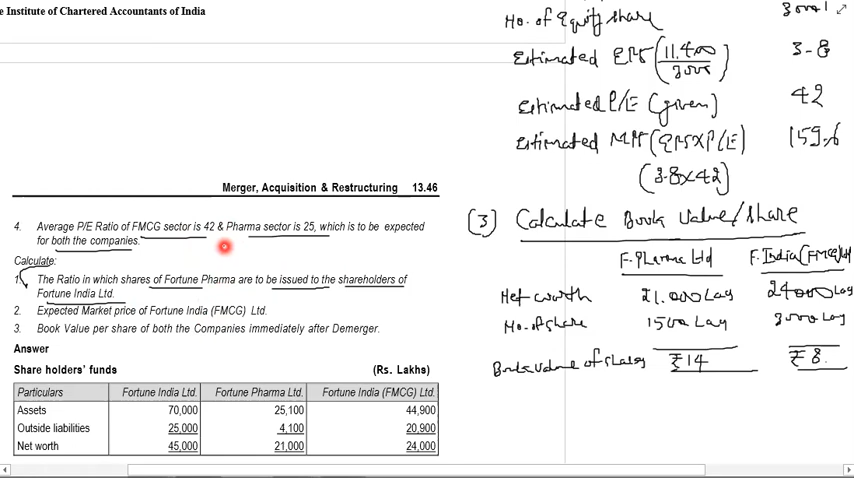 e Institute of Chartered Accountants of India
Merger, Acquisition & Restructuring 13.46
4. Average P/E Ratio of FMCG sector is 42 & Pharma sector is 25, which is to be expected
for both the companies.
Calculate:
1. The Ratio in which shares of Fortune Pharma are to be issued to the shareholders of
Fortune India Ltd.
2. Expected Market price of Fortune India (FMCG) Ltd.
3. Book Value per share of both the Companies immediately after Demerger.
Answer
Share holders' funds (Rs. Lakhs)
Particulars Fortune India Ltd. Fortune Pharma Ltd. Fortune India (FMCG) Ltd.
Assets 70,000 25,100 44,900
Outside liabilities 25,000 4,100 20,900
Net worth 45,000 21,000 24,000
No. of Equity share
Estimated EPS (11,400/3000) 3.8
Estimated P/E (given) 42
Estimated MPS (EPS X P/E) 159.6
(3.8x42)
(3) Calculate Book Value/share
F. Pharma Ltd F. India (FMCG) Ltd
Net worth 21,000 Lac 24000 Lac
No. of share 1500 Lac 3000 Lac
Book value of shares ₹14 ₹8.